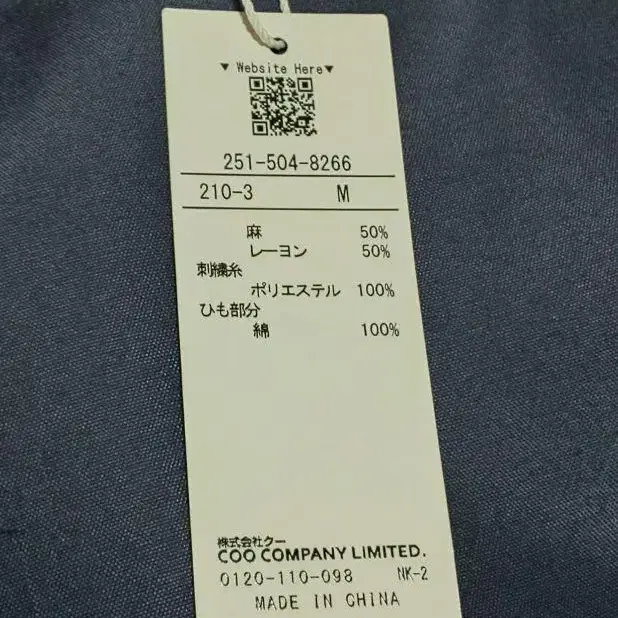 ▼ Website Here▼
251-504-8266
210-3 M
麻 50%
レーヨン 50%
刺繍糸
ポリエステル 100%
ひも部分
綿 100%
株式会社クー
COO COMPANY LIMITED.
0120-110-098 NK-2
MADE IN CHINA